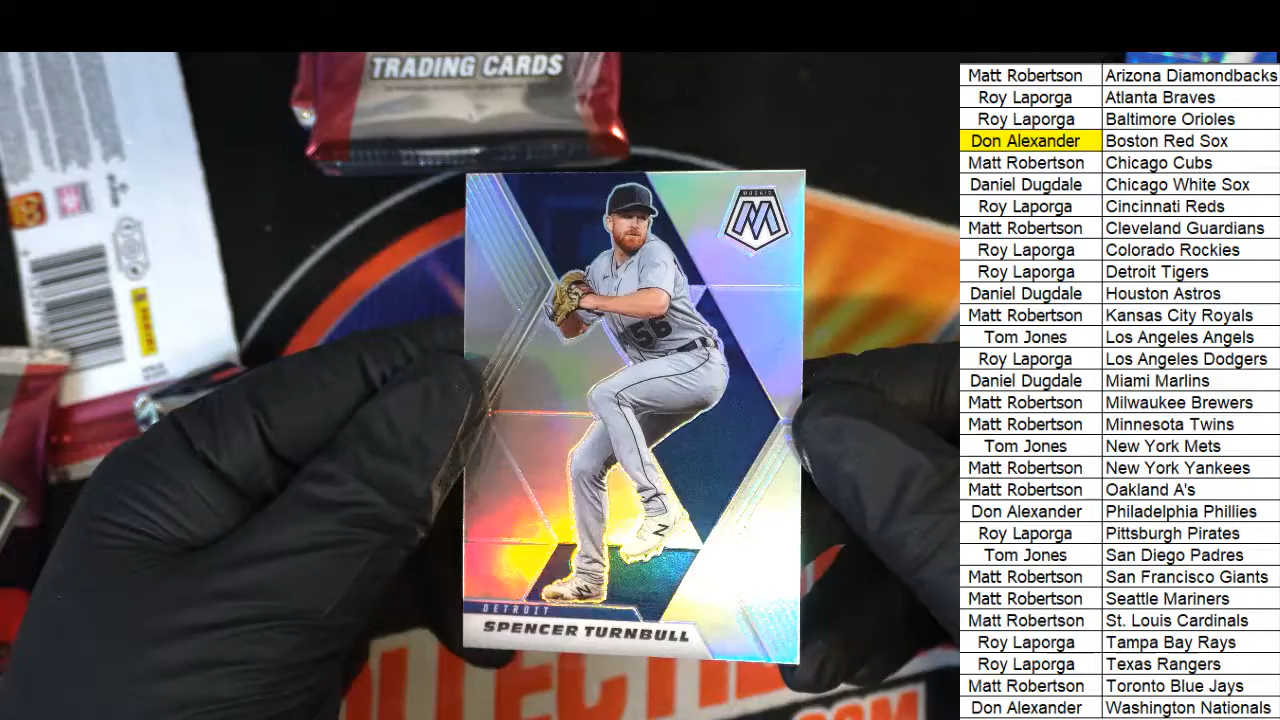 TRADING CARDS
MOSAIC
56
N
N
DETROIT
SPENCER TURNBULL
.COM
Matt Robertson Arizona Diamondbacks
Roy Laporga Atlanta Braves
Roy Laporga Baltimore Orioles
Don Alexander Boston Red Sox
Matt Robertson Chicago Cubs
Daniel Dugdale Chicago White Sox
Roy Laporga Cincinnati Reds
Matt Robertson Cleveland Guardians
Roy Laporga Colorado Rockies
Roy Laporga Detroit Tigers
Daniel Dugdale Houston Astros
Matt Robertson Kansas City Royals
Tom Jones Los Angeles Angels
Roy Laporga Los Angeles Dodgers
Daniel Dugdale Miami Marlins
Matt Robertson Milwaukee Brewers
Matt Robertson Minnesota Twins
Tom Jones New York Mets
Matt Robertson New York Yankees
Matt Robertson Oakland A's
Don Alexander Philadelphia Phillies
Roy Laporga Pittsburgh Pirates
Tom Jones San Diego Padres
Matt Robertson San Francisco Giants
Matt Robertson Seattle Mariners
Matt Robertson St. Louis Cardinals
Roy Laporga Tampa Bay Rays
Roy Laporga Texas Rangers
Matt Robertson Toronto Blue Jays
Don Alexander Washington Nationals